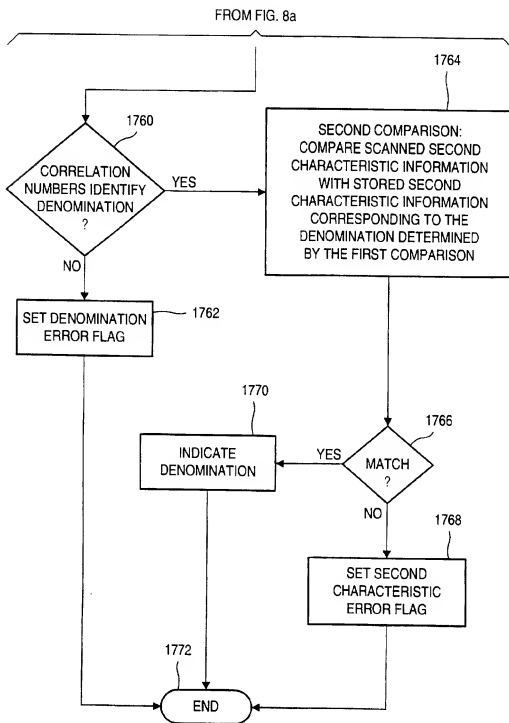 FROM FIG. 8a
1760
CORRELATION
NUMBERS IDENTIFY
DENOMINATION
?
YES
NO
1764
SECOND COMPARISON:
COMPARE SCANNED SECOND
CHARACTERISTIC INFORMATION
WITH STORED SECOND
CHARACTERISTIC INFORMATION
CORRESPONDING TO THE
DENOMINATION DETERMINED
BY THE FIRST COMPARISON
SET DENOMINATION
ERROR FLAG
1762
1770
INDICATE
DENOMINATION
1766
YES
MATCH
?
NO
1768
SET SECOND
CHARACTERISTIC
ERROR FLAG
1772
END